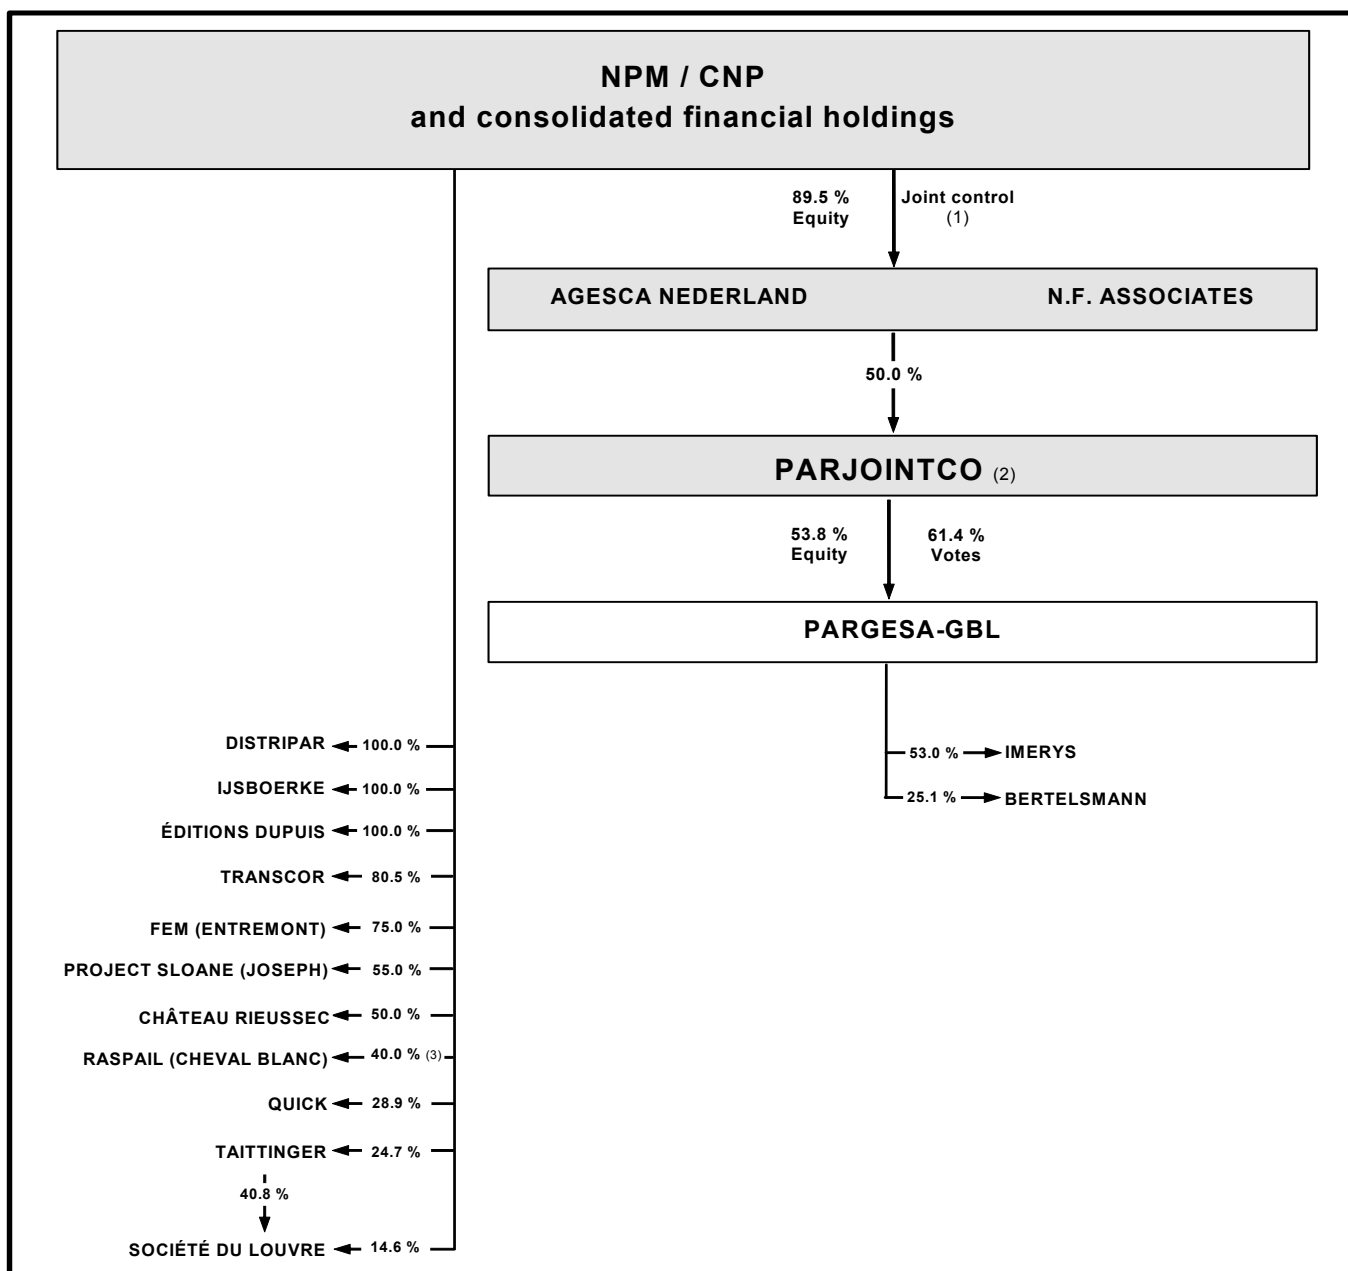 NPM / CNP
and consolidated financial holdings
89.5 %
Equity
Joint control
(1)
AGESCA NEDERLAND
N.F. ASSOCIATES
50.0 %
PARJOINTCO (2)
53.8 %
Equity
61.4 %
Votes
PARGESA-GBL
53.0 % IMERYS
25.1 % BERTELSMANN
DISTRIPAR 100.0 %
IJSBOERKE 100.0 %
ÉDITIONS DUPUIS 100.0 %
TRANSCOR 80.5 %
FEM (ENTREMONT) 75.0 %
PROJECT SLOANE (JOSEPH) 55.0 %
CHÂTEAU RIEUSSEC 50.0 %
RASPAIL (CHEVAL BLANC) 40.0 % (3)
QUICK 28.9 %
TAITTINGER 24.7 %
40.8 %
SOCIÉTÉ DU LOUVRE 14.6 %